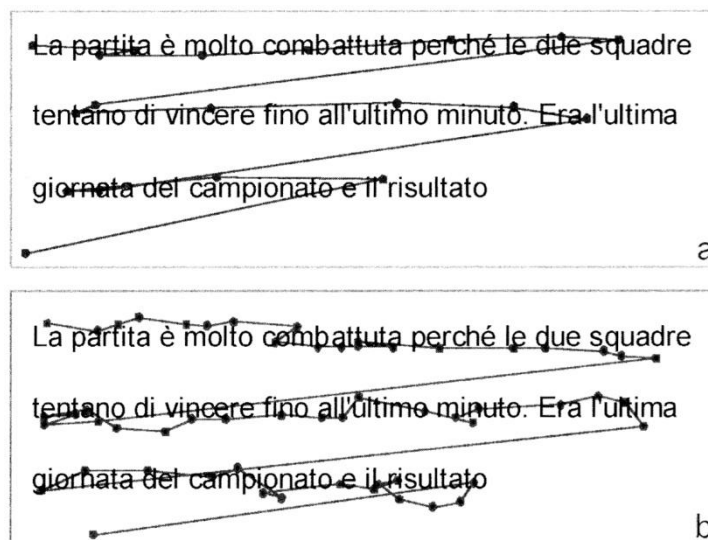 La partita è molto combattuta perché le due squadre
tentano di vincere fino all'ultimo minuto. Era l'ultima
giornata del campionato e il risultato
a
La partita è molto combattuta perché le due squadre
tentano di vincere fino all'ultimo minuto. Era l'ultima
giornata del campionato e il risultato
b